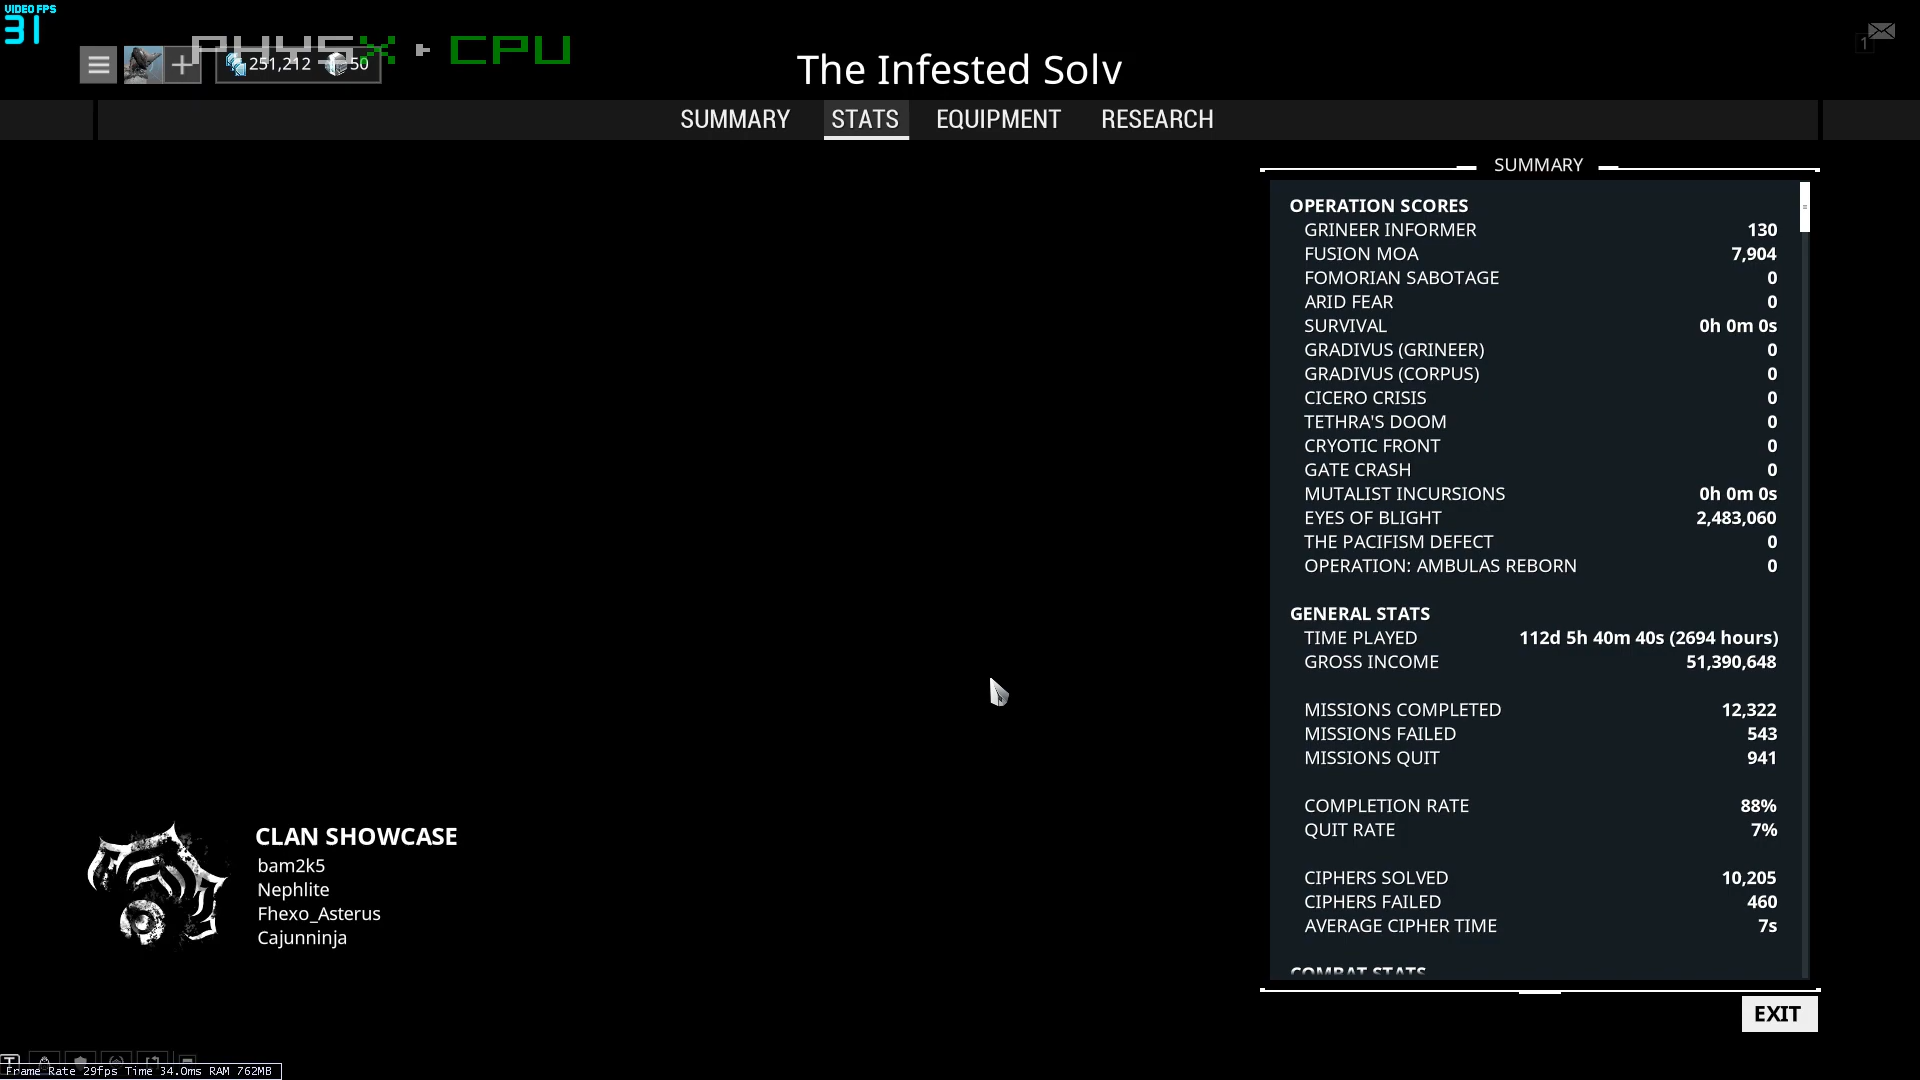 VIDEO FPS
31
PHYSX ▸ CPU
251,212 50
1
The Infested Solv
SUMMARY STATS EQUIPMENT RESEARCH
SUMMARY
OPERATION SCORES
GRINEER INFORMER 130
FUSION MOA 7,904
FOMORIAN SABOTAGE 0
ARID FEAR 0
SURVIVAL 0h 0m 0s
GRADIVUS (GRINEER) 0
GRADIVUS (CORPUS) 0
CICERO CRISIS 0
TETHRA'S DOOM 0
CRYOTIC FRONT 0
GATE CRASH 0
MUTALIST INCURSIONS 0h 0m 0s
EYES OF BLIGHT 2,483,060
THE PACIFISM DEFECT 0
OPERATION: AMBULAS REBORN 0
GENERAL STATS
TIME PLAYED 112d 5h 40m 40s (2694 hours)
GROSS INCOME 51,390,648
MISSIONS COMPLETED 12,322
MISSIONS FAILED 543
MISSIONS QUIT 941
COMPLETION RATE 88%
QUIT RATE 7%
CIPHERS SOLVED 10,205
CIPHERS FAILED 460
AVERAGE CIPHER TIME 7s
COMBAT STATS
CLAN SHOWCASE
bam2k5
Nephlite
Fhexo_Asterus
Cajunninja
EXIT
T
Frame Rate 29fps Time 34.0ms RAM 762MB